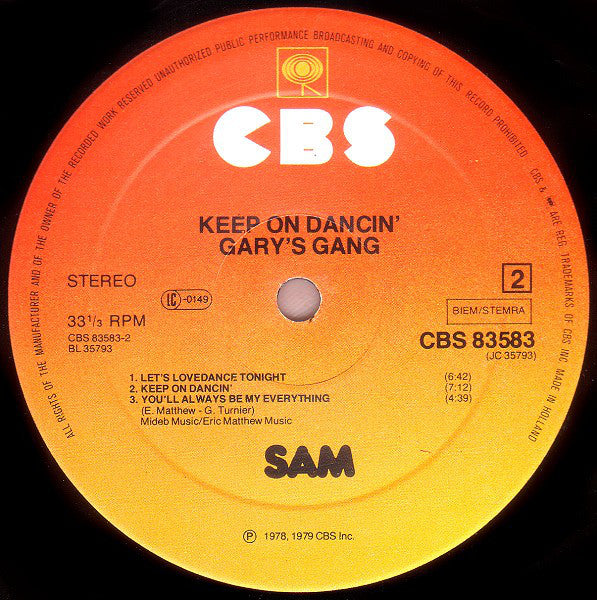 ALL RIGHTS OF THE MANUFACTURER AND OF THE OWNER OF THE RECORDED WORK RESERVED UNAUTHORIZED PUBLIC PERFORMANCE BROADCASTING AND COPYING OF THIS RECORD PROHIBITED CBS & ARE REG. TRADEMARKS OF CBS INC MADE IN HOLLAND
CBS
KEEP ON DANCIN'
GARY'S GANG
STEREO
LC -0149
2
33 1/3 RPM
BIEM/STEMRA
CBS 83583-2
BL 35793
CBS 83583
(JC 35793)
1. LET'S LOVEDANCE TONIGHT (6:42)
2. KEEP ON DANCIN' (7:12)
3. YOU'LL ALWAYS BE MY EVERYTHING (4:39)
(E. Matthew - G. Turnier)
Mideb Music/Eric Matthew Music
SAM
℗ 1978, 1979 CBS Inc.